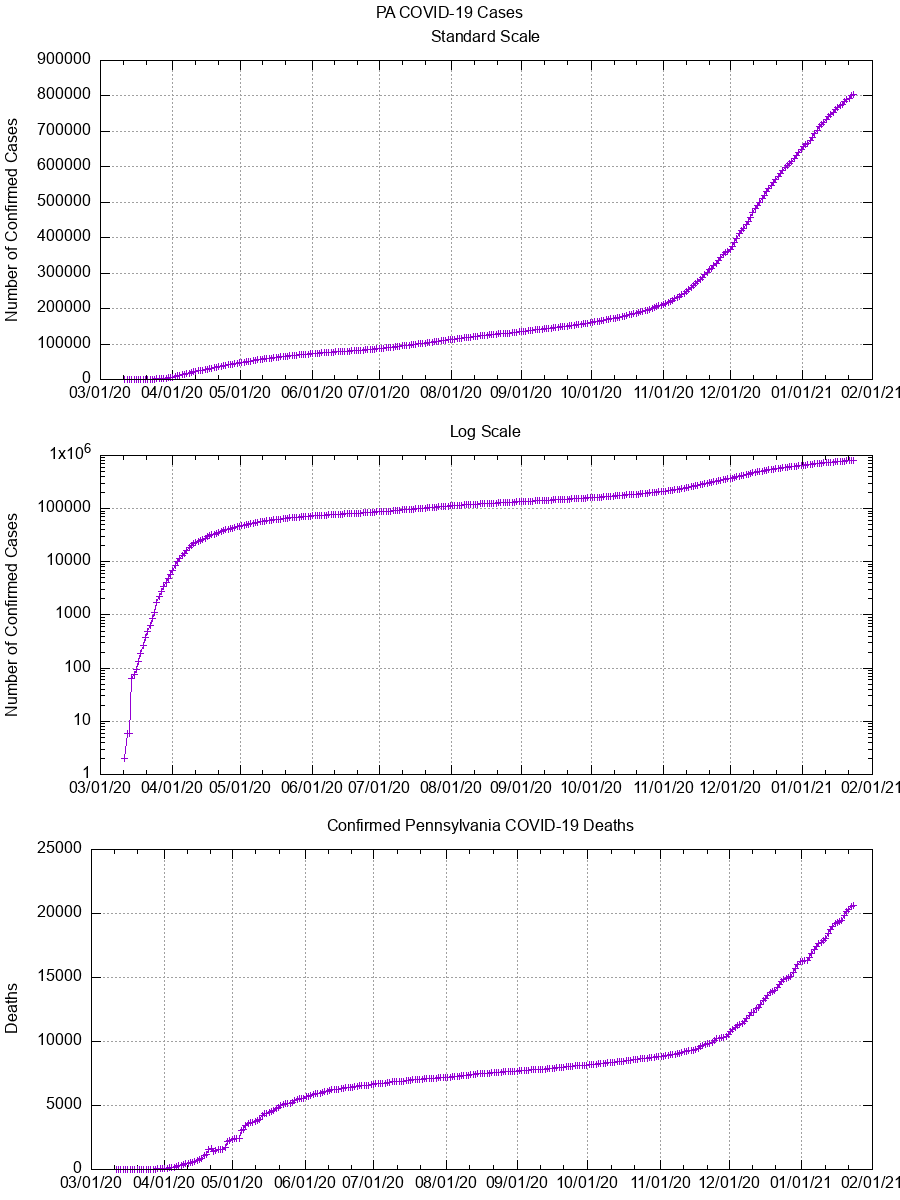 PA COVID-19 Cases
Standard Scale
900000
800000
700000
600000
500000
400000
300000
200000
100000
0
Number of Confirmed Cases
03/01/20 04/01/20 05/01/20 06/01/20 07/01/20 08/01/20 09/01/20 10/01/20 11/01/20 12/01/20 01/01/21 02/01/21
Log Scale
1x10⁶
100000
10000
1000
100
10
1
Number of Confirmed Cases
03/01/20 04/01/20 05/01/20 06/01/20 07/01/20 08/01/20 09/01/20 10/01/20 11/01/20 12/01/20 01/01/21 02/01/21
Confirmed Pennsylvania COVID-19 Deaths
25000
20000
15000
10000
5000
0
Deaths
03/01/20 04/01/20 05/01/20 06/01/20 07/01/20 08/01/20 09/01/20 10/01/20 11/01/20 12/01/20 01/01/21 02/01/21